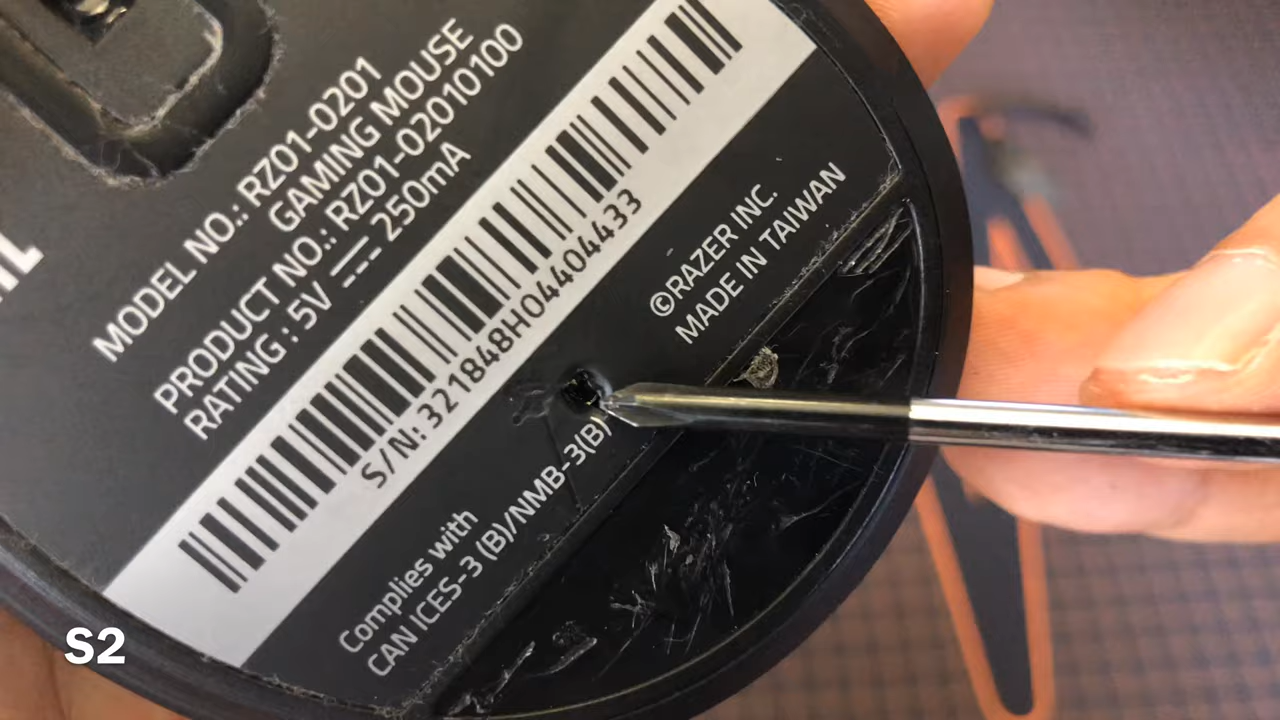 MODEL NO.: RZ01-0201
GAMING MOUSE
PRODUCT NO.: RZ01-02010100
RATING : 5V 250mA
S/N: 321848H04404433
©RAZER INC.
MADE IN TAIWAN
Complies with
CAN ICES-3 (B)/NMB-3(B)
S2